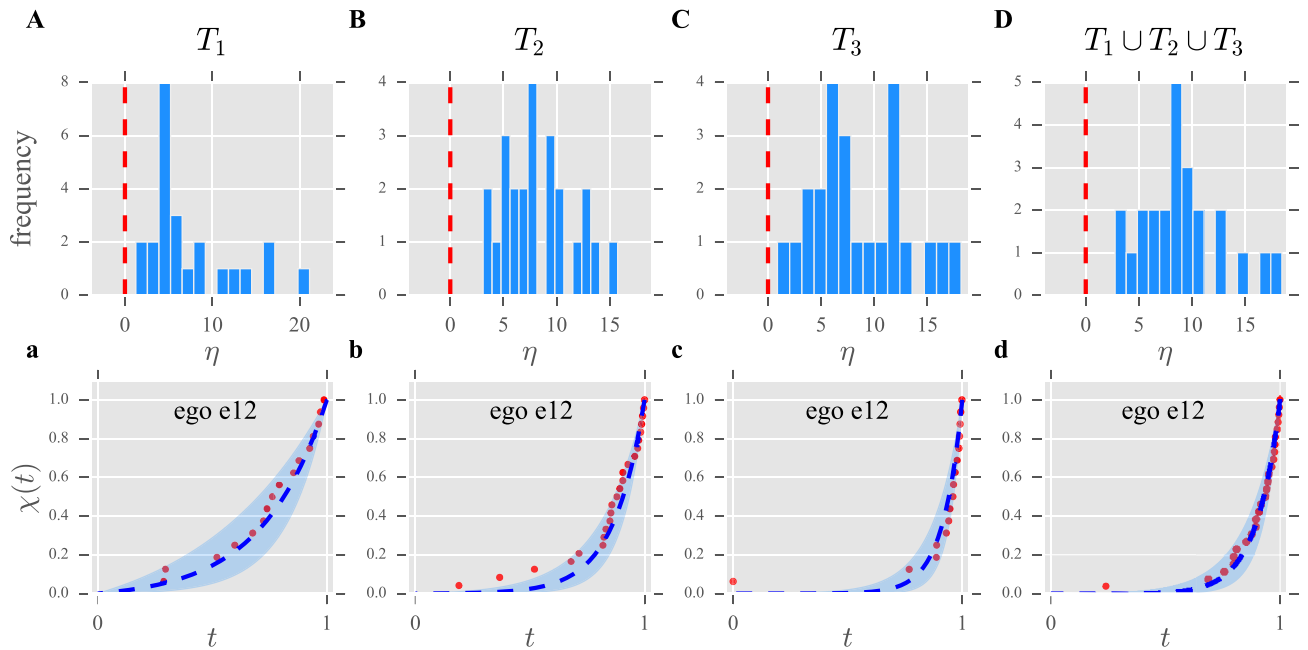 A B C D
T₁ T₂ T₃ T₁ ∪ T₂ ∪ T₃
frequency
8 4 4 5
6 3 3 4
4 2 2 3
2 1 1 2
0 0 0 1
0
0 10 20 0 5 10 15 0 5 10 15 0 5 10 15
η η η η
a b c d
ego e12 ego e12 ego e12 ego e12
χ(t)
1.0 1.0 1.0 1.0
0.8 0.8 0.8 0.8
0.6 0.6 0.6 0.6
0.4 0.4 0.4 0.4
0.2 0.2 0.2 0.2
0.0 0.0 0.0 0.0
0 1 0 1 0 1 0 1
t t t t